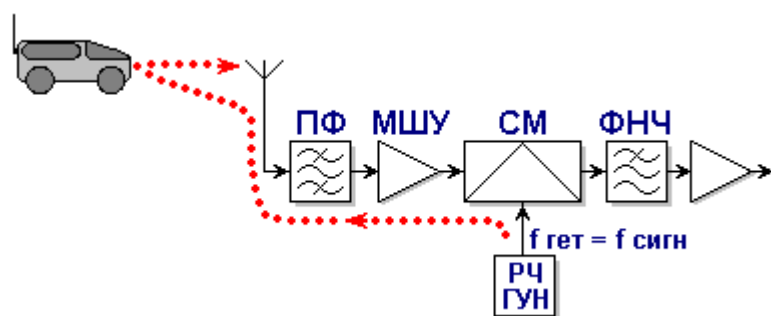 ПФ
МШУ
СМ
ФНЧ
f гет = f сигн
РЧ
ГУН